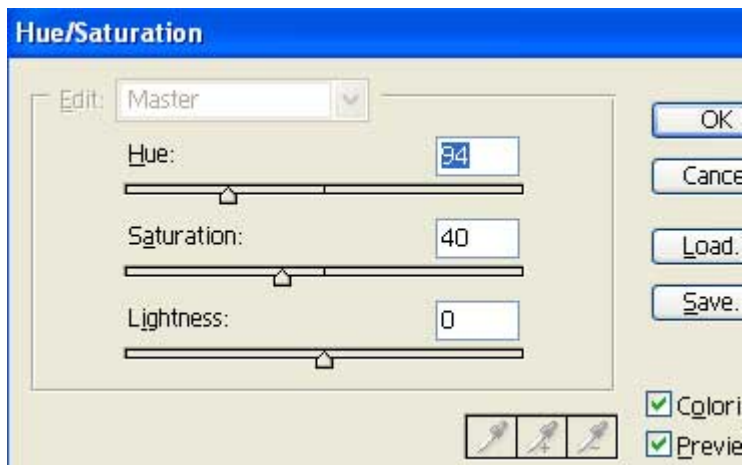 Hue/Saturation
Edit: Master
OK
Hue: 94
Cance
Saturation: 40
Load.
Save.
Lightness: 0
Colori
Previe